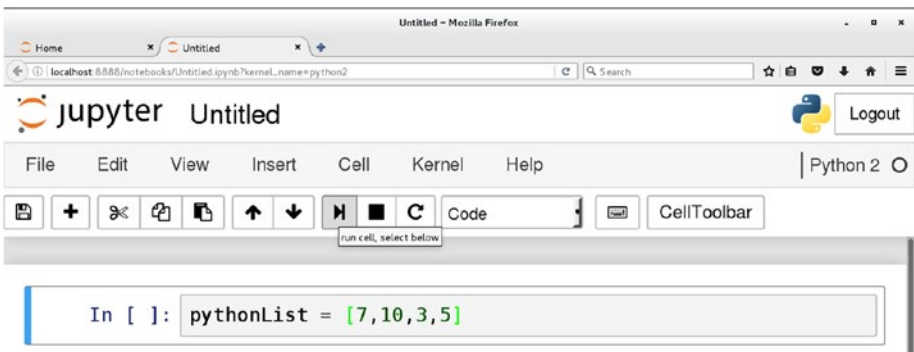 Untitled - Mozilla Firefox
Home × Untitled ×
localhost:8888/notebooks/Untitled.ipynb?kernel_name=python2 Search
jupyter Untitled Logout
File Edit View Insert Cell Kernel Help Python 2
Code CellToolbar
run cell, select below
In [ ]: pythonList = [7,10,3,5]